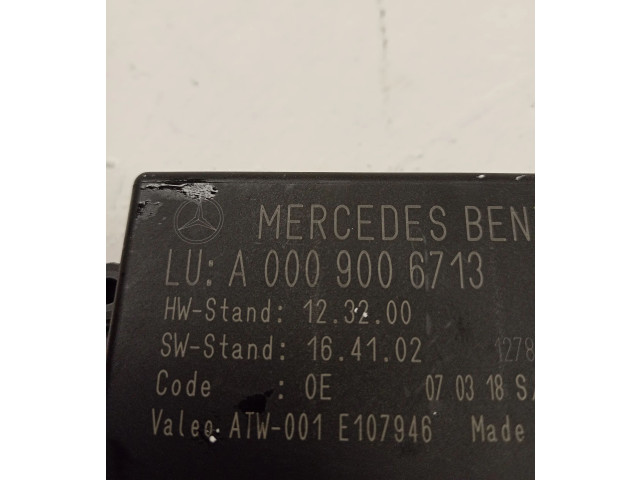 MERCEDES BEN
LU: A 000 900 6713
HW-Stand: 12.32.00
SW-Stand: 16.41.02 1278
Code : 0E 07 03 18 S/
Valeo ATW-001 E107946 Made